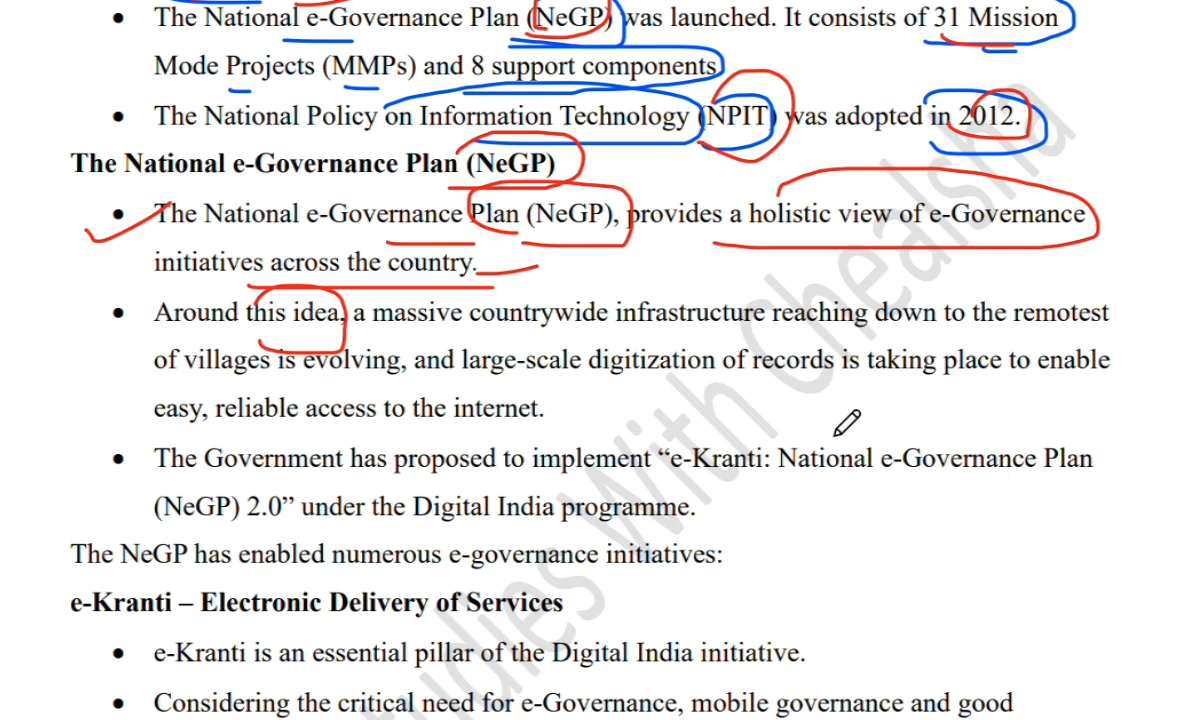 • The National e-Governance Plan (NeGP) was launched. It consists of 31 Mission
Mode Projects (MMPs) and 8 support components
• The National Policy on Information Technology (NPIT) was adopted in 2012.
The National e-Governance Plan (NeGP)
• The National e-Governance Plan (NeGP), provides a holistic view of e-Governance
initiatives across the country.
• Around this idea, a massive countrywide infrastructure reaching down to the remotest
of villages is evolving, and large-scale digitization of records is taking place to enable
easy, reliable access to the internet.
• The Government has proposed to implement “e-Kranti: National e-Governance Plan
(NeGP) 2.0” under the Digital India programme.
The NeGP has enabled numerous e-governance initiatives:
e-Kranti – Electronic Delivery of Services
• e-Kranti is an essential pillar of the Digital India initiative.
• Considering the critical need for e-Governance, mobile governance and good
With Chealsha